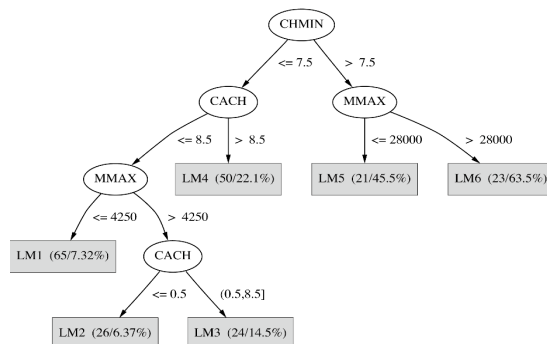 CHMIN
<= 7.5
> 7.5
CACH
MMAX
<= 8.5
> 8.5
<= 28000
> 28000
MMAX
LM4 (50/22.1%)
LM5 (21/45.5%)
LM6 (23/63.5%)
<= 4250
> 4250
LM1 (65/7.32%)
CACH
<= 0.5
(0.5,8.5]
LM2 (26/6.37%)
LM3 (24/14.5%)